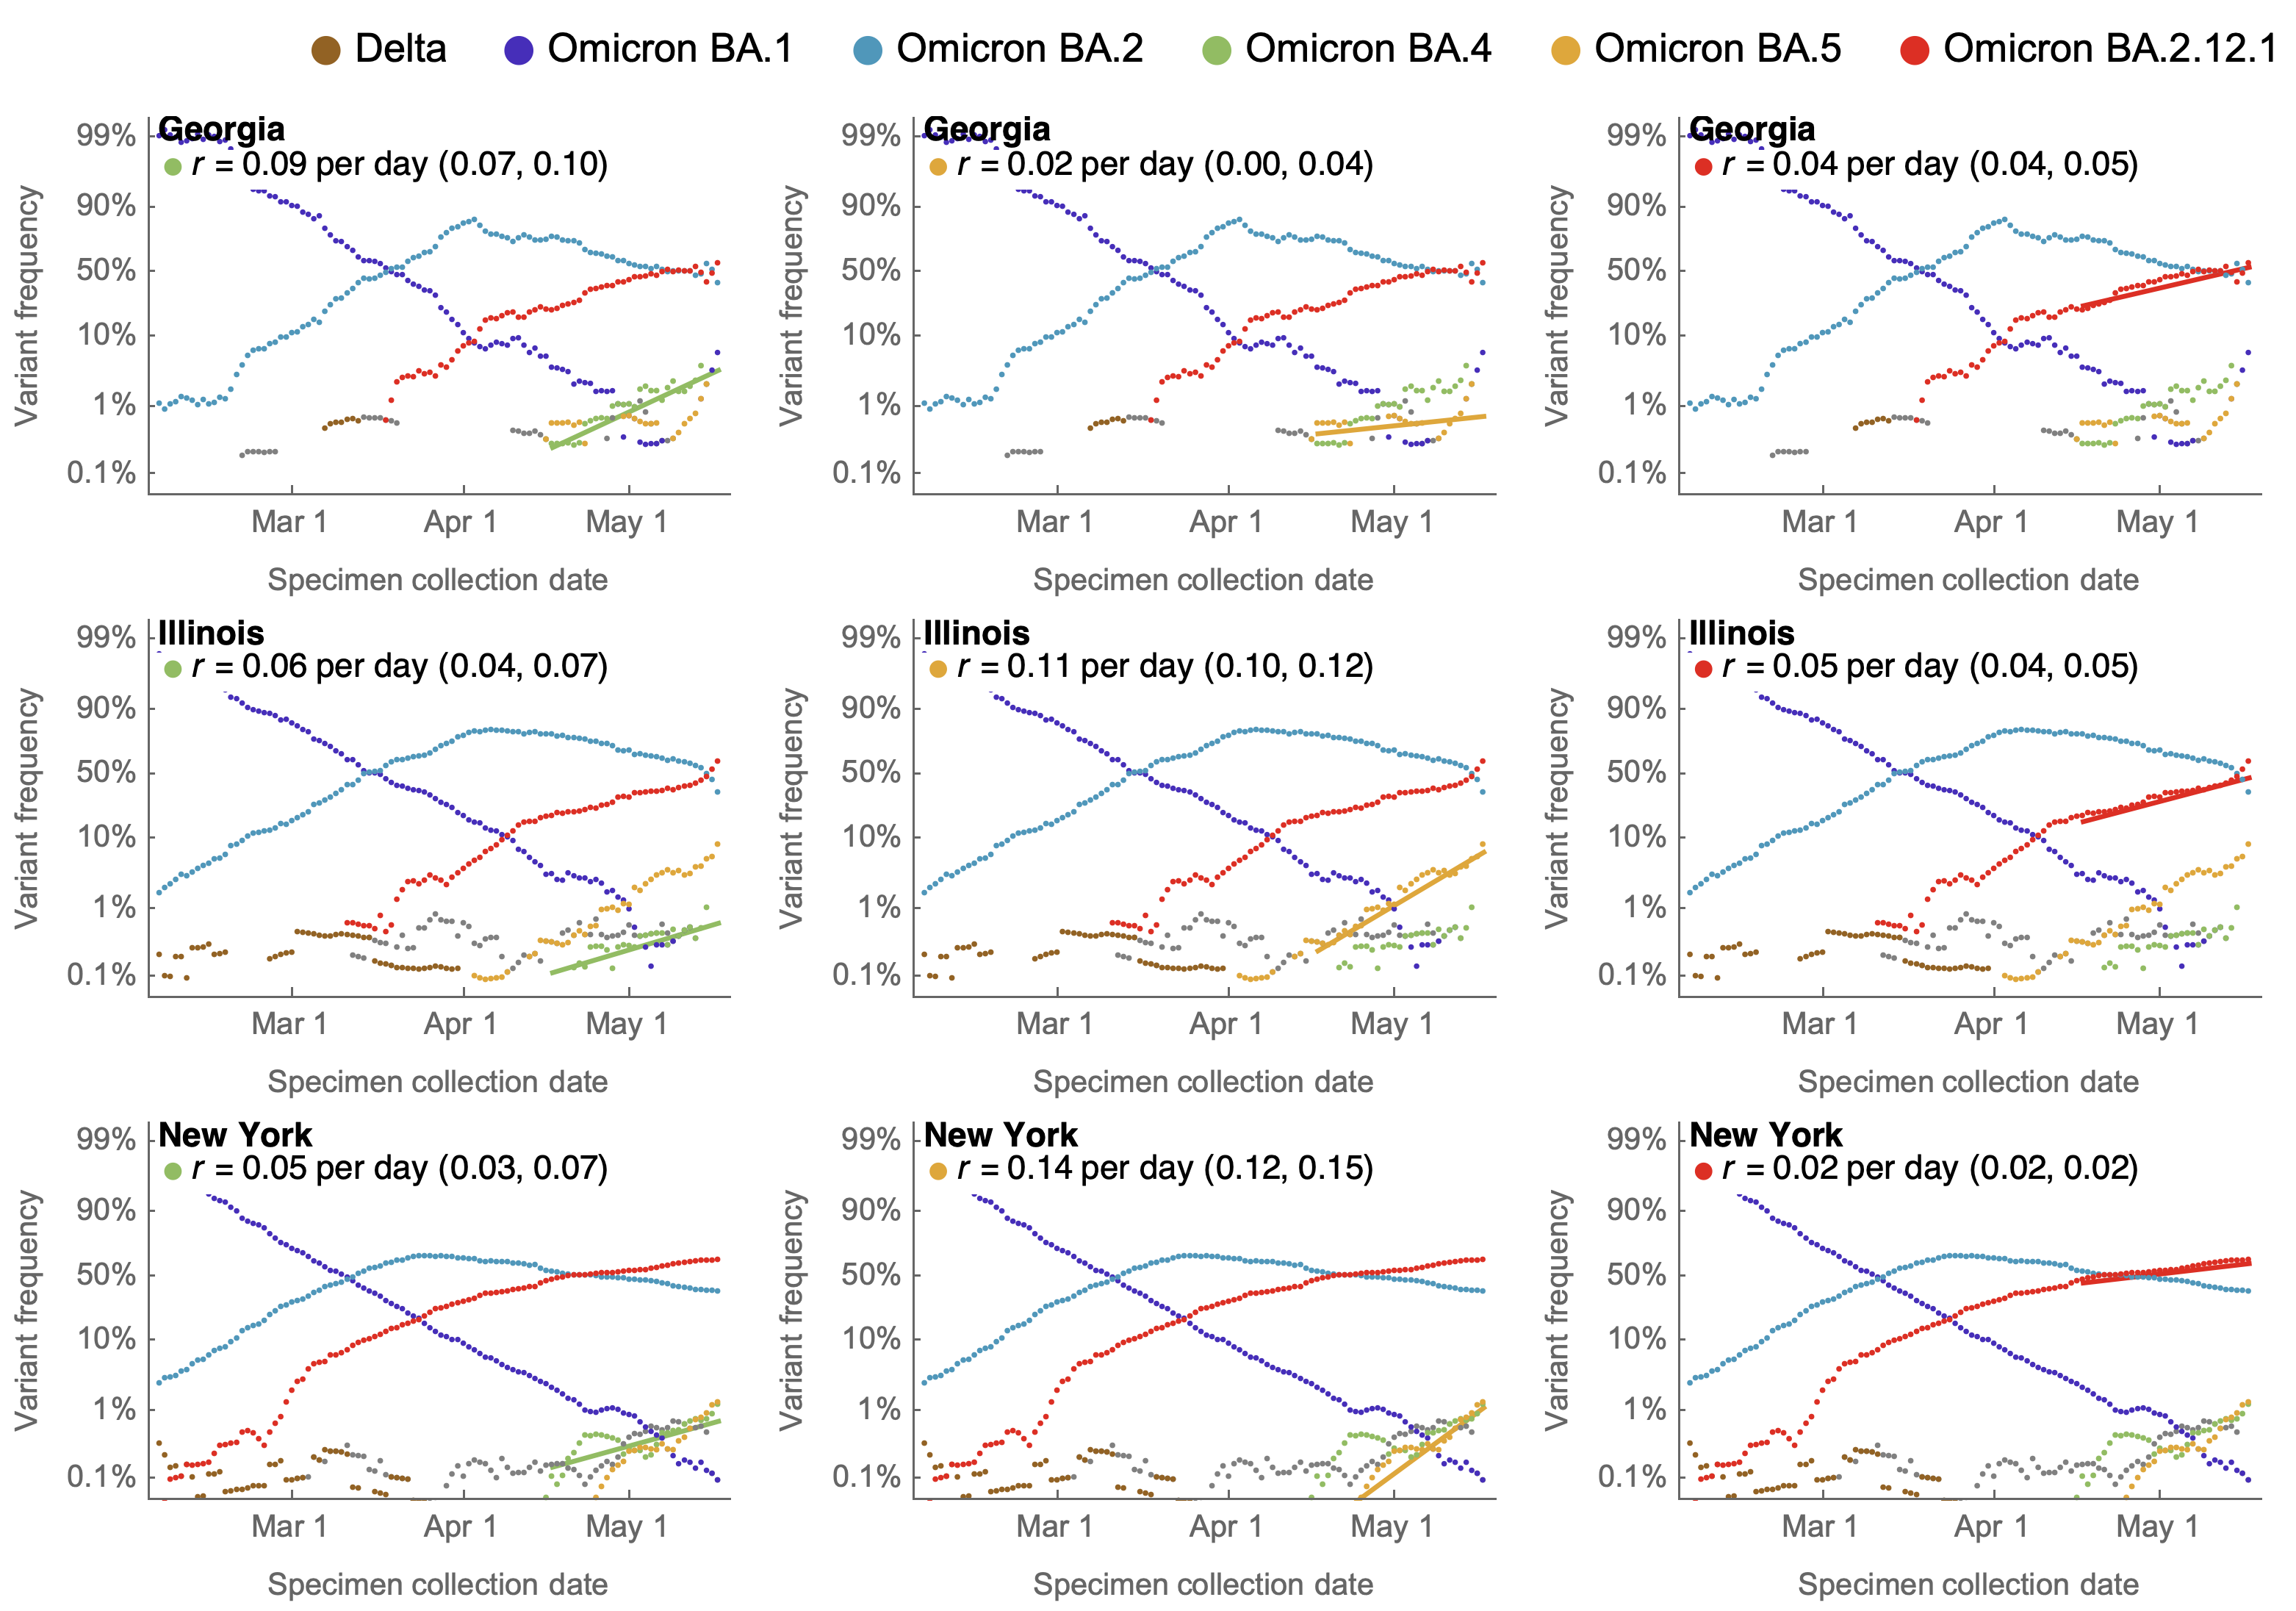 Delta Omicron BA.1 Omicron BA.2 Omicron BA.4 Omicron BA.5 Omicron BA.2.12.1
Georgia
r = 0.09 per day (0.07, 0.10)
Variant frequency
99%
90%
50%
10%
1%
0.1%
Mar 1 Apr 1 May 1
Specimen collection date
Georgia
r = 0.02 per day (0.00, 0.04)
Variant frequency
99%
90%
50%
10%
1%
0.1%
Mar 1 Apr 1 May 1
Specimen collection date
Georgia
r = 0.04 per day (0.04, 0.05)
Variant frequency
99%
90%
50%
10%
1%
0.1%
Mar 1 Apr 1 May 1
Specimen collection date
Illinois
r = 0.06 per day (0.04, 0.07)
Variant frequency
99%
90%
50%
10%
1%
0.1%
Mar 1 Apr 1 May 1
Specimen collection date
Illinois
r = 0.11 per day (0.10, 0.12)
Variant frequency
99%
90%
50%
10%
1%
0.1%
Mar 1 Apr 1 May 1
Specimen collection date
Illinois
r = 0.05 per day (0.04, 0.05)
Variant frequency
99%
90%
50%
10%
1%
0.1%
Mar 1 Apr 1 May 1
Specimen collection date
New York
r = 0.05 per day (0.03, 0.07)
Variant frequency
99%
90%
50%
10%
1%
0.1%
Mar 1 Apr 1 May 1
Specimen collection date
New York
r = 0.14 per day (0.12, 0.15)
Variant frequency
99%
90%
50%
10%
1%
0.1%
Mar 1 Apr 1 May 1
Specimen collection date
New York
r = 0.02 per day (0.02, 0.02)
Variant frequency
99%
90%
50%
10%
1%
0.1%
Mar 1 Apr 1 May 1
Specimen collection date